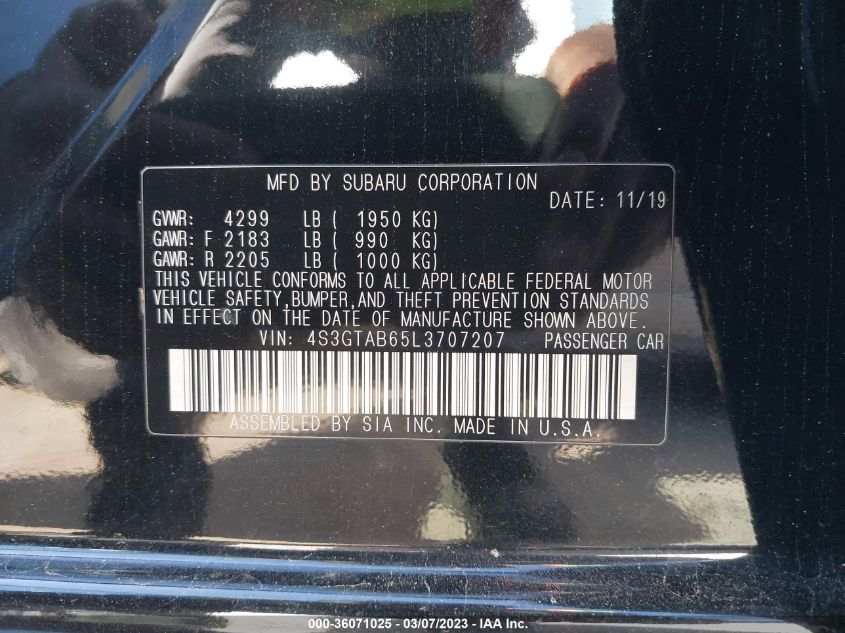 MFD BY SUBARU CORPORATION
DATE: 11/19
GVWR: 4299 LB ( 1950 KG)
GAWR: F 2183 LB ( 990 KG)
GAWR: R 2205 LB ( 1000 KG)
THIS VEHICLE CONFORMS TO ALL APPLICABLE FEDERAL MOTOR
VEHICLE SAFETY,BUMPER,AND THEFT PREVENTION STANDARDS
IN EFFECT ON THE DATE OF MANUFACTURE SHOWN ABOVE.
VIN: 4S3GTAB65L3707207 PASSENGER CAR
ASSEMBLED BY SIA INC. MADE IN U.S.A.
000-36071025 - 03/07/2023 - IAA Inc.